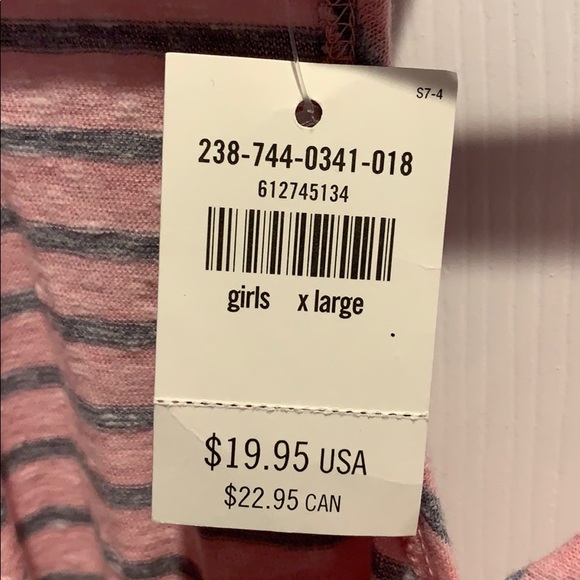 S7-4
238-744-0341-018
612745134
girls x large
$19.95 USA
$22.95 CAN